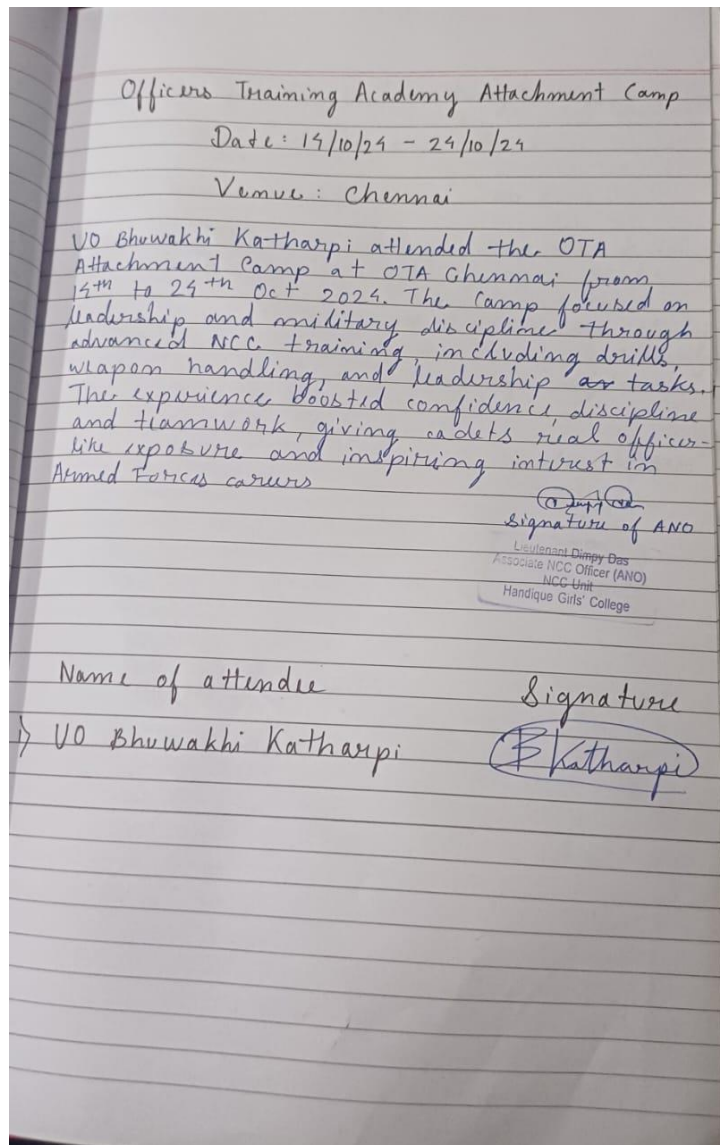 Officers Training Academy Attachment Camp
Date: 14/10/24 - 24/10/24
Venue: Chennai
UO Bhuwakhi Katharpi attended the OTA
Attachment Camp at OTA Chennai from
14th to 24th Oct 2024. The Camp focused on
leadership and military discipline through
advanced NCC training, including drills,
weapon handling, and leadership tasks.
The experience boosted confidence, discipline
and teamwork, giving cadets real officer-
like exposure and inspiring interest in
Armed Forces careers
Signature of ANO
Lieutenant Dimpy Das
Associate NCC Officer (ANO)
NCC Unit
Handique Girls' College
Name of attendee Signature
1) UO Bhuwakhi Katharpi B Katharpi